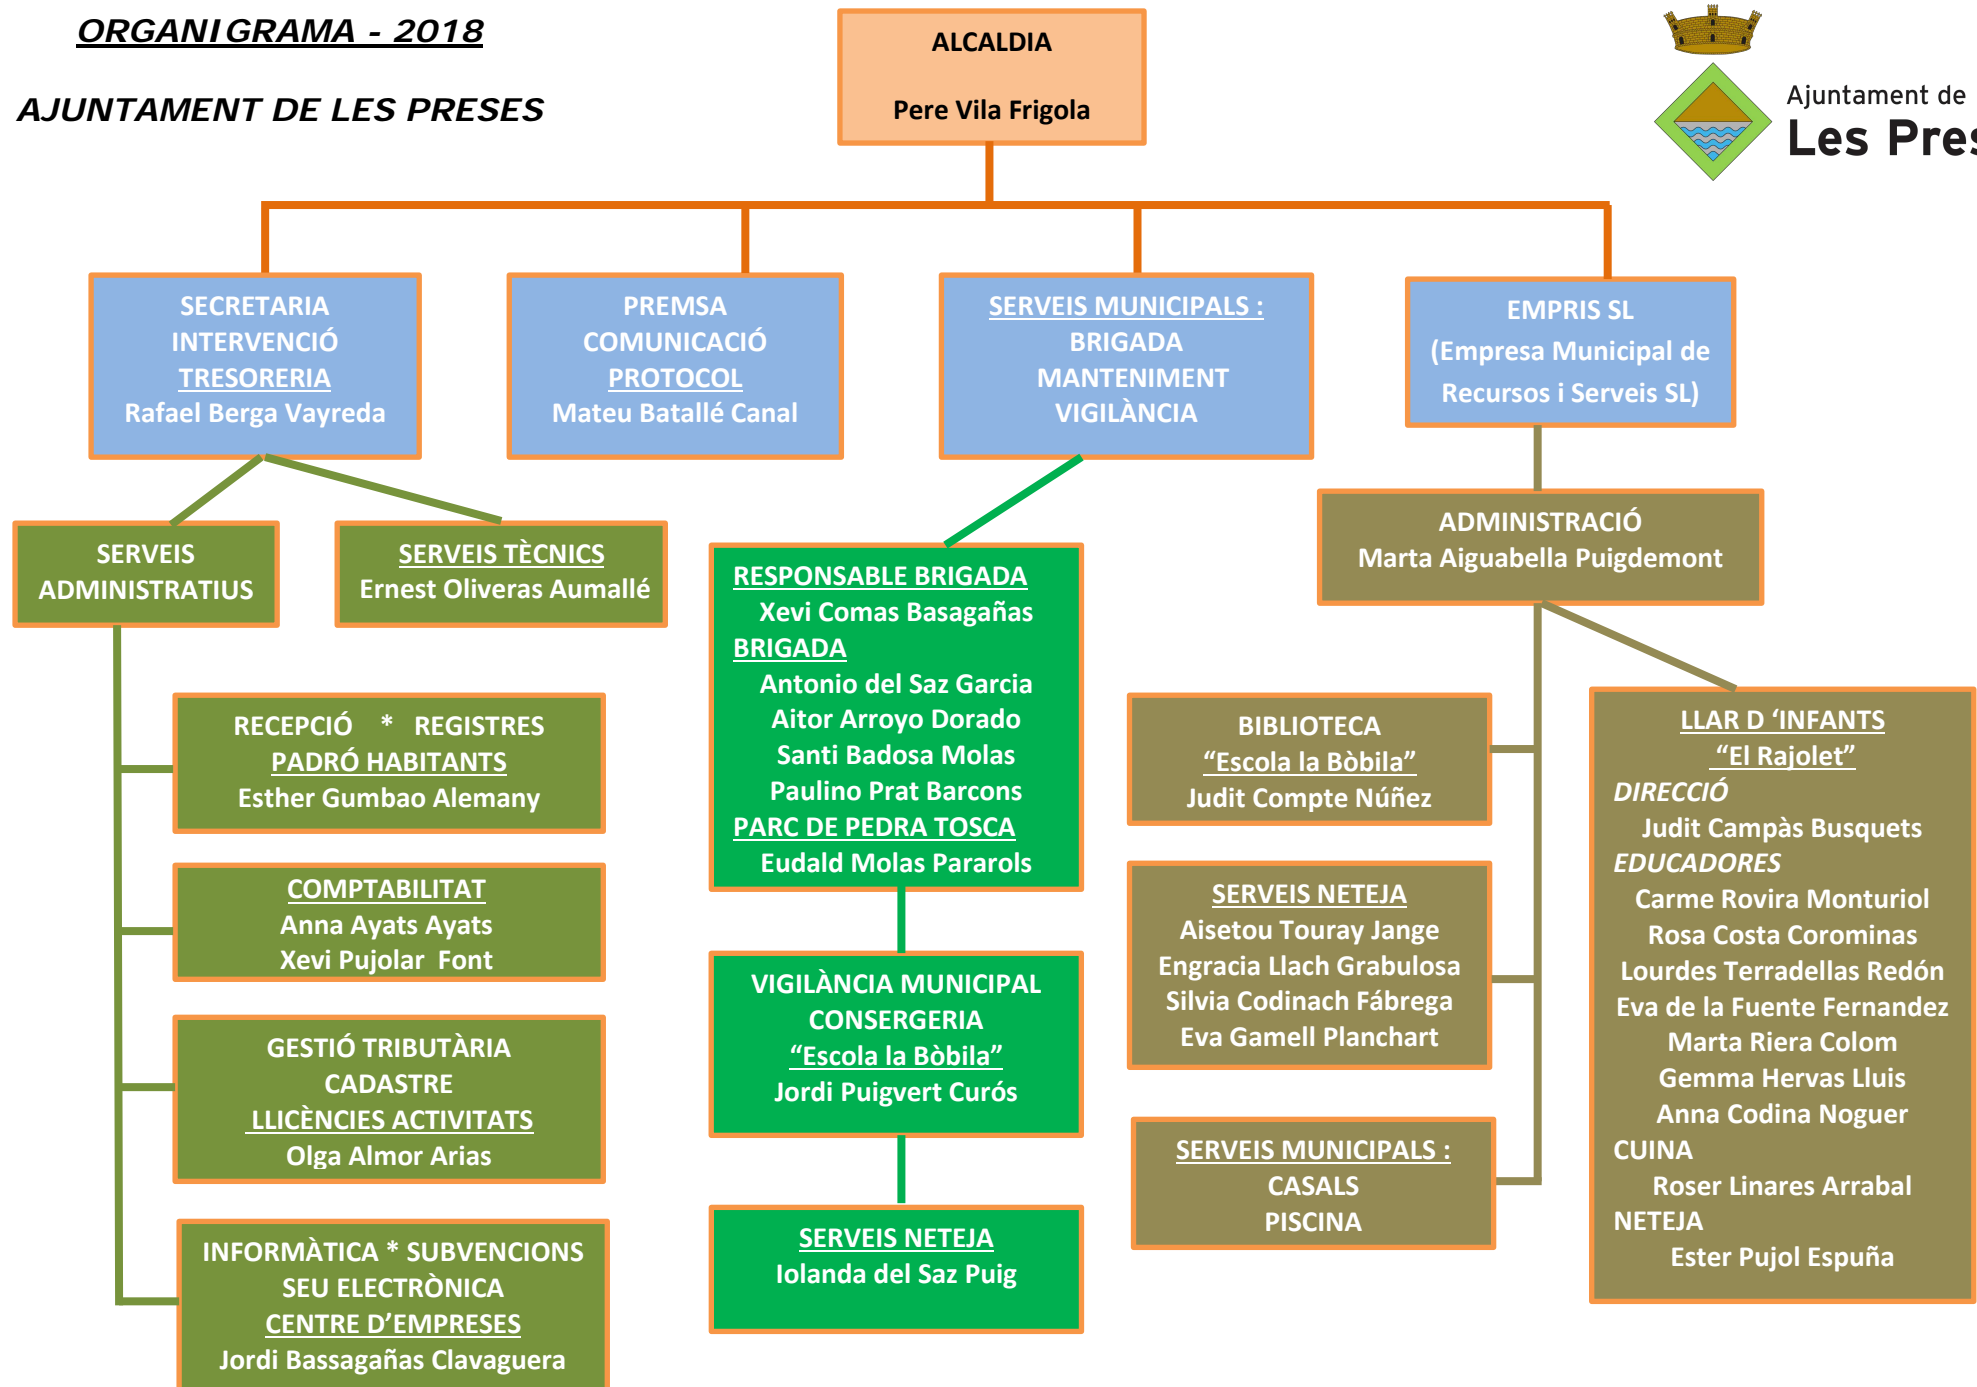 ORGANIGRAMA - 2018
AJUNTAMENT DE LES PRESES
ALCALDIA
Pere Vila Frigola
Ajuntament de
Les Pres
SECRETARIA
INTERVENCIÓ
TRESORERIA
Rafael Berga Vayreda
PREMSA
COMUNICACIÓ
PROTOCOL
Mateu Batallé Canal
SERVEIS MUNICIPALS :
BRIGADA
MANTENIMENT
VIGILÀNCIA
EMPRIS SL
(Empresa Municipal de
Recursos i Serveis SL)
SERVEIS
ADMINISTRATIUS
SERVEIS TÈCNICS
Ernest Oliveras Aumallé
RECEPCIÓ * REGISTRES
PADRÓ HABITANTS
Esther Gumbao Alemany
COMPTABILITAT
Anna Ayats Ayats
Xevi Pujolar Font
GESTIÓ TRIBUTÀRIA
CADASTRE
LLICÈNCIES ACTIVITATS
Olga Almor Arias
INFORMÀTICA * SUBVENCIONS
SEU ELECTRÒNICA
CENTRE D’EMPRESES
Jordi Bassagañas Clavaguera
RESPONSABLE BRIGADA
Xevi Comas Basagañas
BRIGADA
Antonio del Saz Garcia
Aitor Arroyo Dorado
Santi Badosa Molas
Paulino Prat Barcons
PARC DE PEDRA TOSCA
Eudald Molas Pararols
VIGILÀNCIA MUNICIPAL
CONSERGERIA
“Escola la Bòbila”
Jordi Puigvert Curós
SERVEIS NETEJA
Iolanda del Saz Puig
ADMINISTRACIÓ
Marta Aiguabella Puigdemont
BIBLIOTECA
“Escola la Bòbila”
Judit Compte Núñez
SERVEIS NETEJA
Aisetou Touray Jange
Engracia Llach Grabulosa
Silvia Codinach Fábrega
Eva Gamell Planchart
SERVEIS MUNICIPALS :
CASALS
PISCINA
LLAR D ‘INFANTS
“El Rajolet”
DIRECCIÓ
Judit Campàs Busquets
EDUCADORES
Carme Rovira Monturiol
Rosa Costa Corominas
Lourdes Terradellas Redón
Eva de la Fuente Fernandez
Marta Riera Colom
Gemma Hervas Lluis
Anna Codina Noguer
CUINA
Roser Linares Arrabal
NETEJA
Ester Pujol Espuña